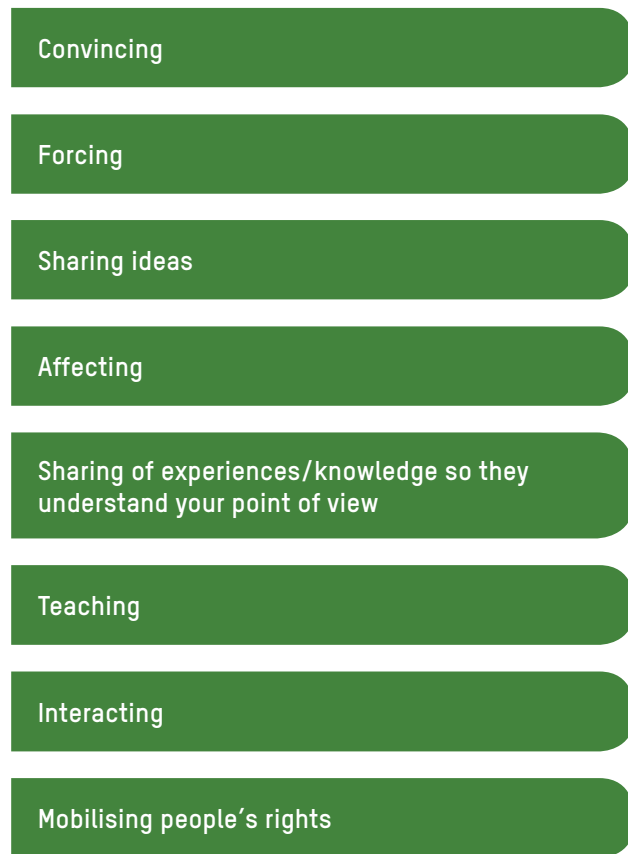 Convincing
Forcing
Sharing ideas
Affecting
Sharing of experiences/knowledge so they
understand your point of view
Teaching
Interacting
Mobilising people’s rights